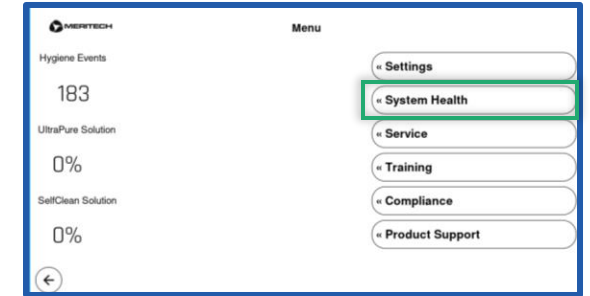 MERITECH
Menu
Hygiene Events
183
UltraPure Solution
0%
SelfClean Solution
0%
« Settings
« System Health
« Service
« Training
« Compliance
« Product Support